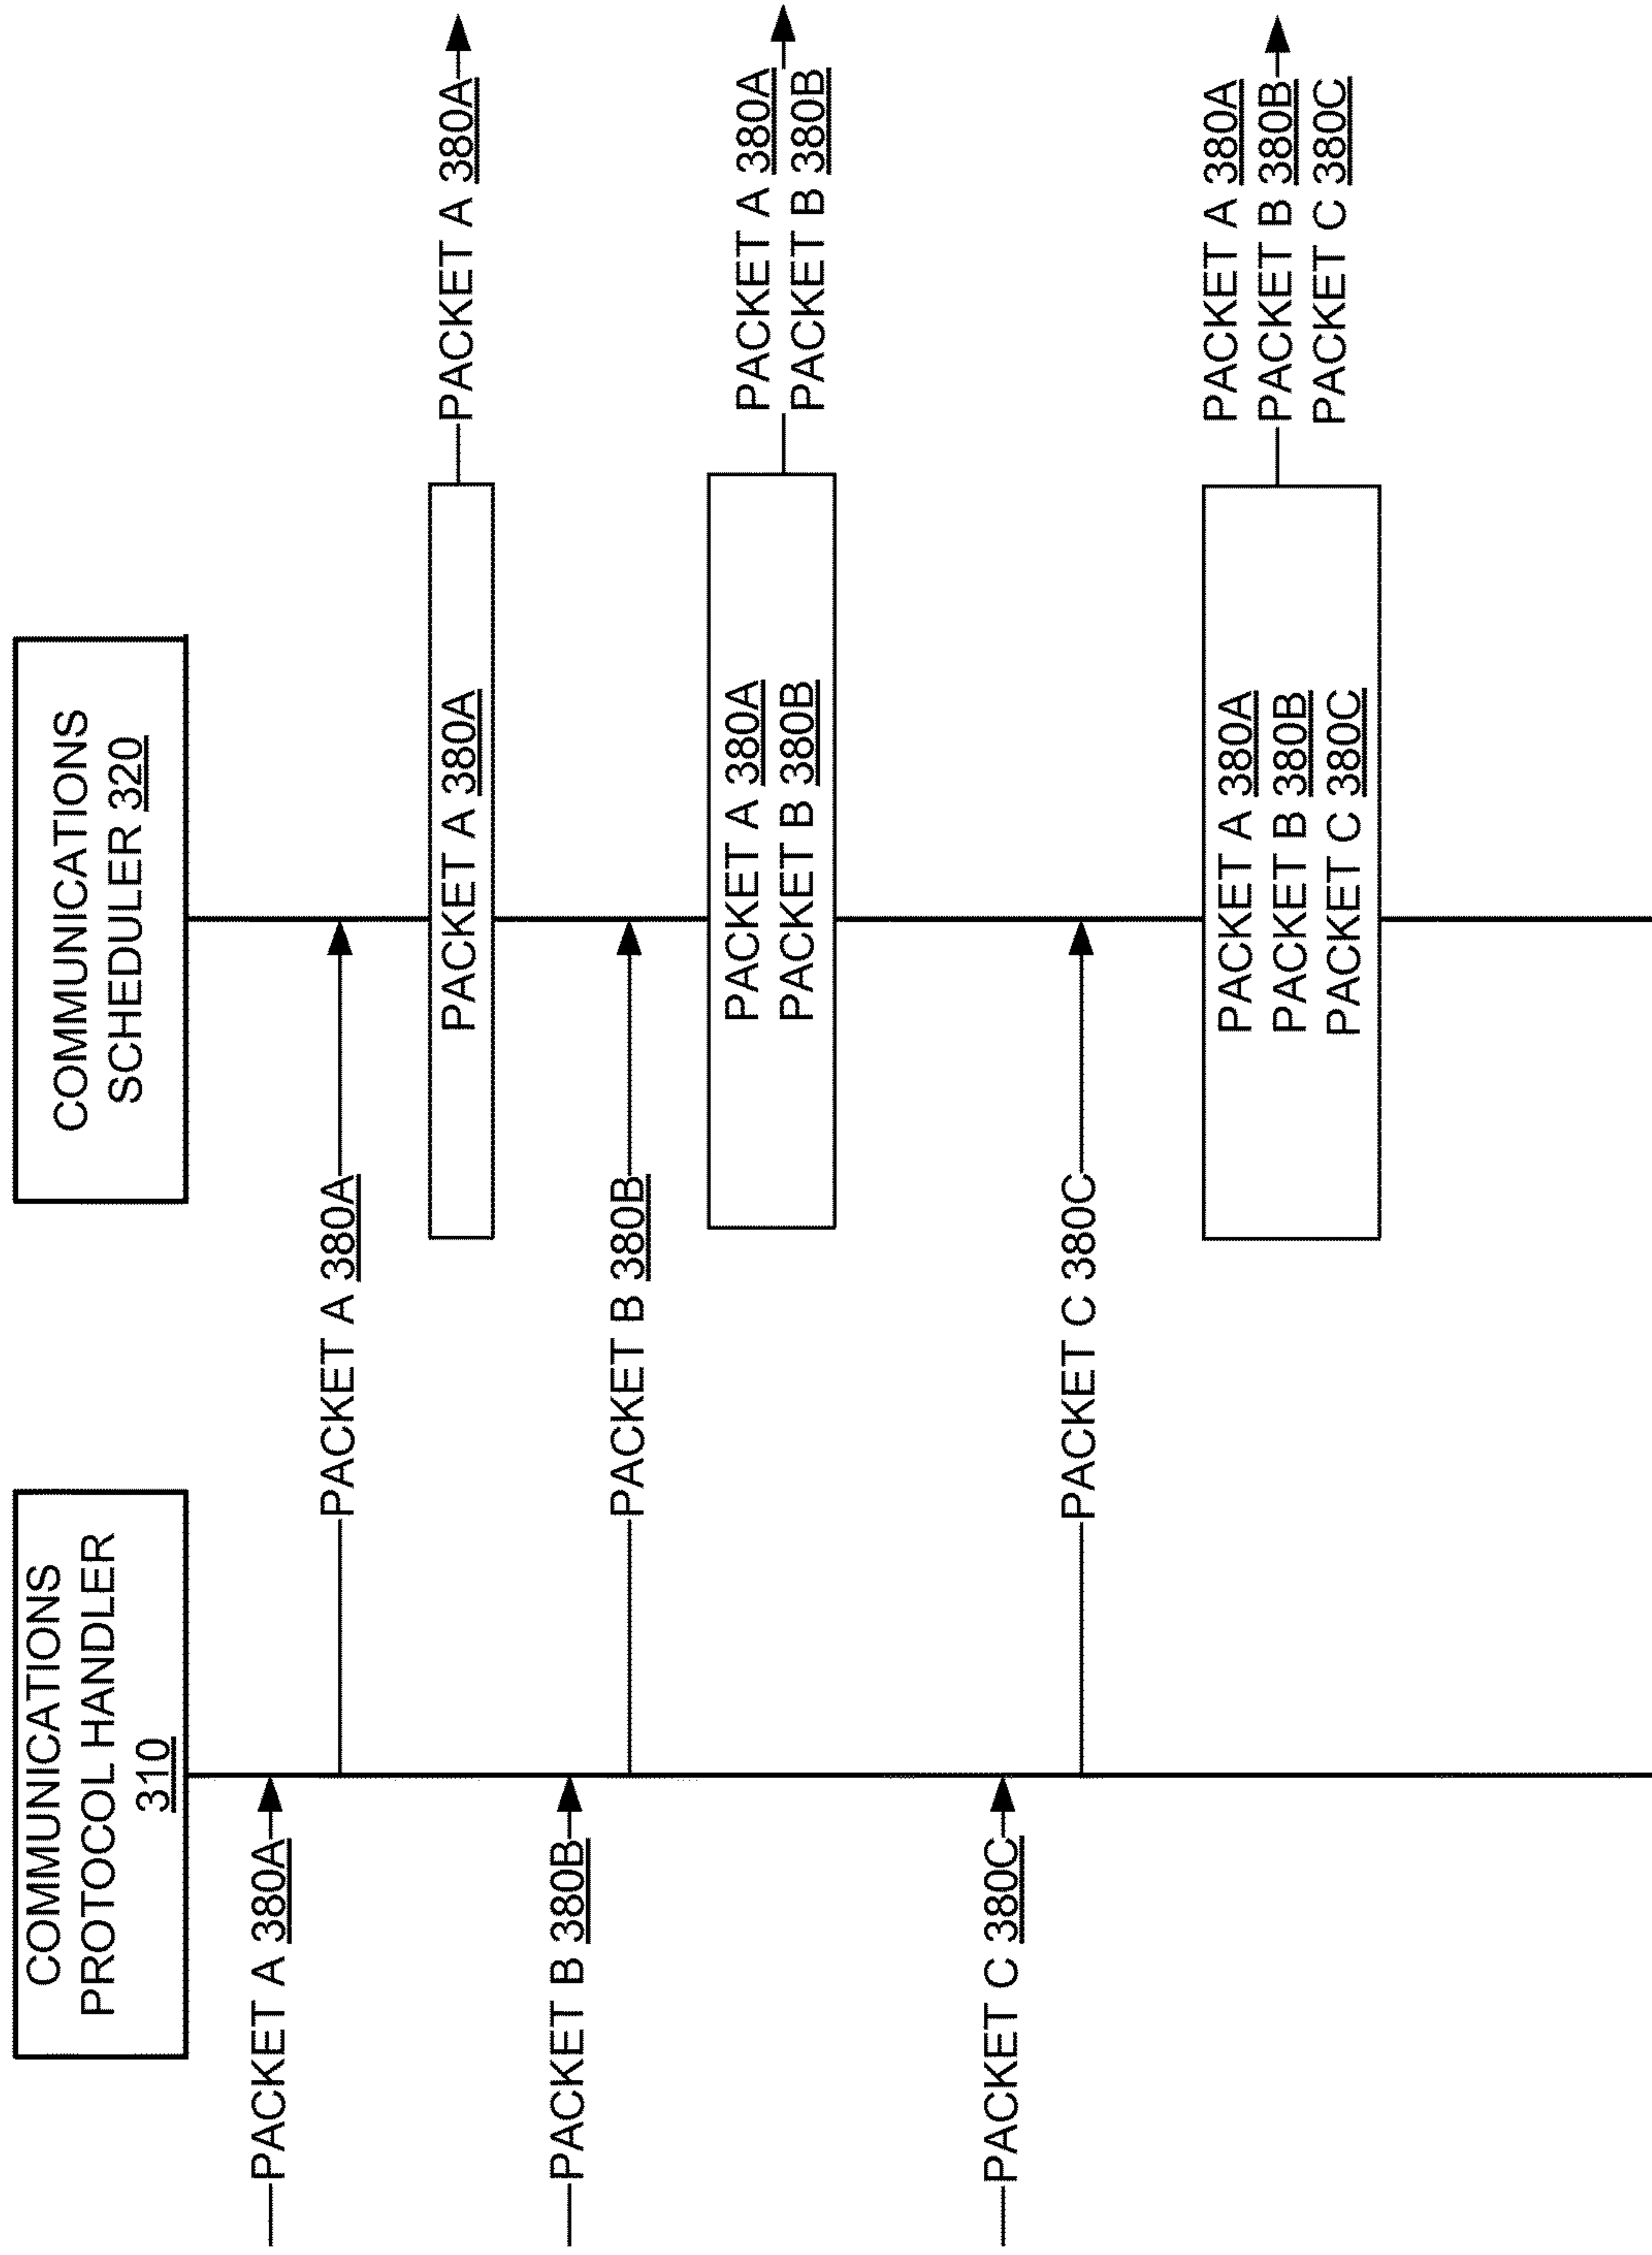 COMMUNICATIONS
PROTOCOL HANDLER
310
COMMUNICATIONS
SCHEDULER 320
PACKET A 380A
PACKET A 380A
PACKET A 380A
PACKET A 380A
PACKET B 380B
PACKET B 380B
PACKET A 380A
PACKET B 380B
PACKET A 380A
PACKET B 380B
PACKET C 380C
PACKET C 380C
PACKET A 380A
PACKET B 380B
PACKET C 380C
PACKET A 380A
PACKET B 380B
PACKET C 380C